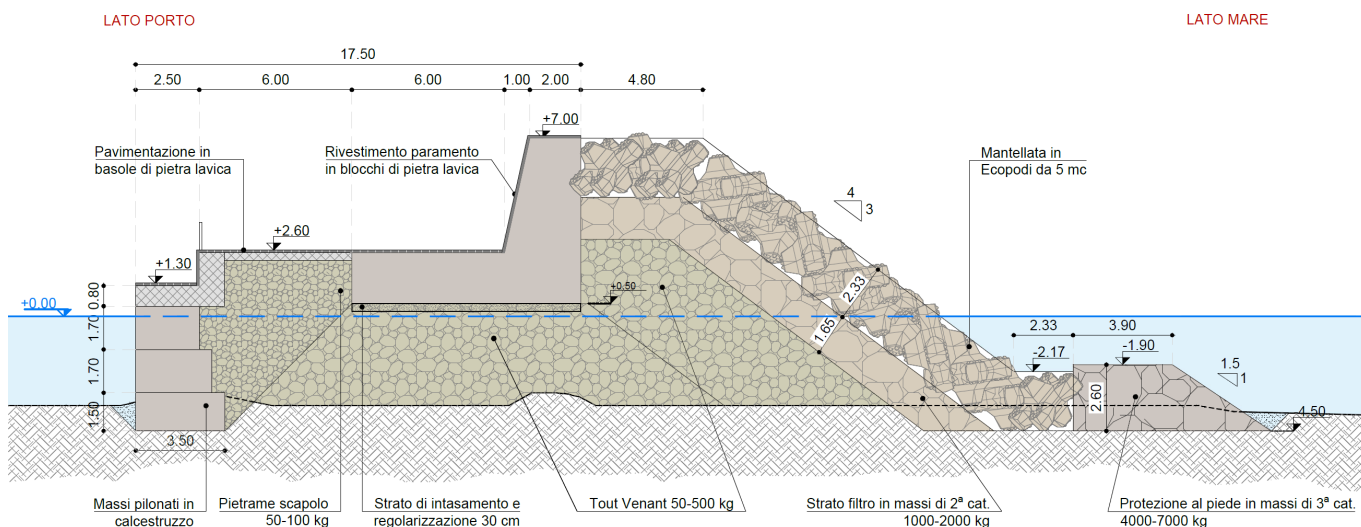 LATO PORTO
LATO MARE
17.50
2.50
6.00
6.00
1.00
2.00
4.80
+7.00
Pavimentazione in
basole di pietra lavica
Rivestimento paramento
in blocchi di pietra lavica
Mantellata in
Ecopodi da 5 mc
4
3
+2.60
+1.30
+0.50
+0.00
0.80
1.70
1.70
1.50
3.50
2.33
1.65
2.33
3.90
-2.17
-1.90
1.5
1
2.60
-4.50
Massi pilonati in
calcestruzzo
Pietrame scapolo
50-100 kg
Strato di intasamento e
regolarizzazione 30 cm
Tout Venant 50-500 kg
Strato filtro in massi di 2ª cat.
1000-2000 kg
Protezione al piede in massi di 3ª cat.
4000-7000 kg